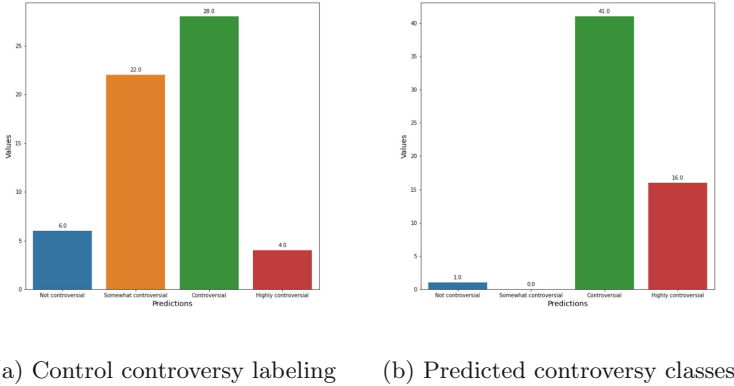 28.0
22.0
6.0
4.0
25
20
15
10
5
0
Values
Not controversial Somewhat controversial Controversial Highly controversial
Predictions
41.0
16.0
1.0
0.0
40
35
30
25
20
15
10
5
0
Values
Not controversial Somewhat controversial Controversial Highly controversial
Predictions
a) Control controversy labeling
(b) Predicted controversy classes